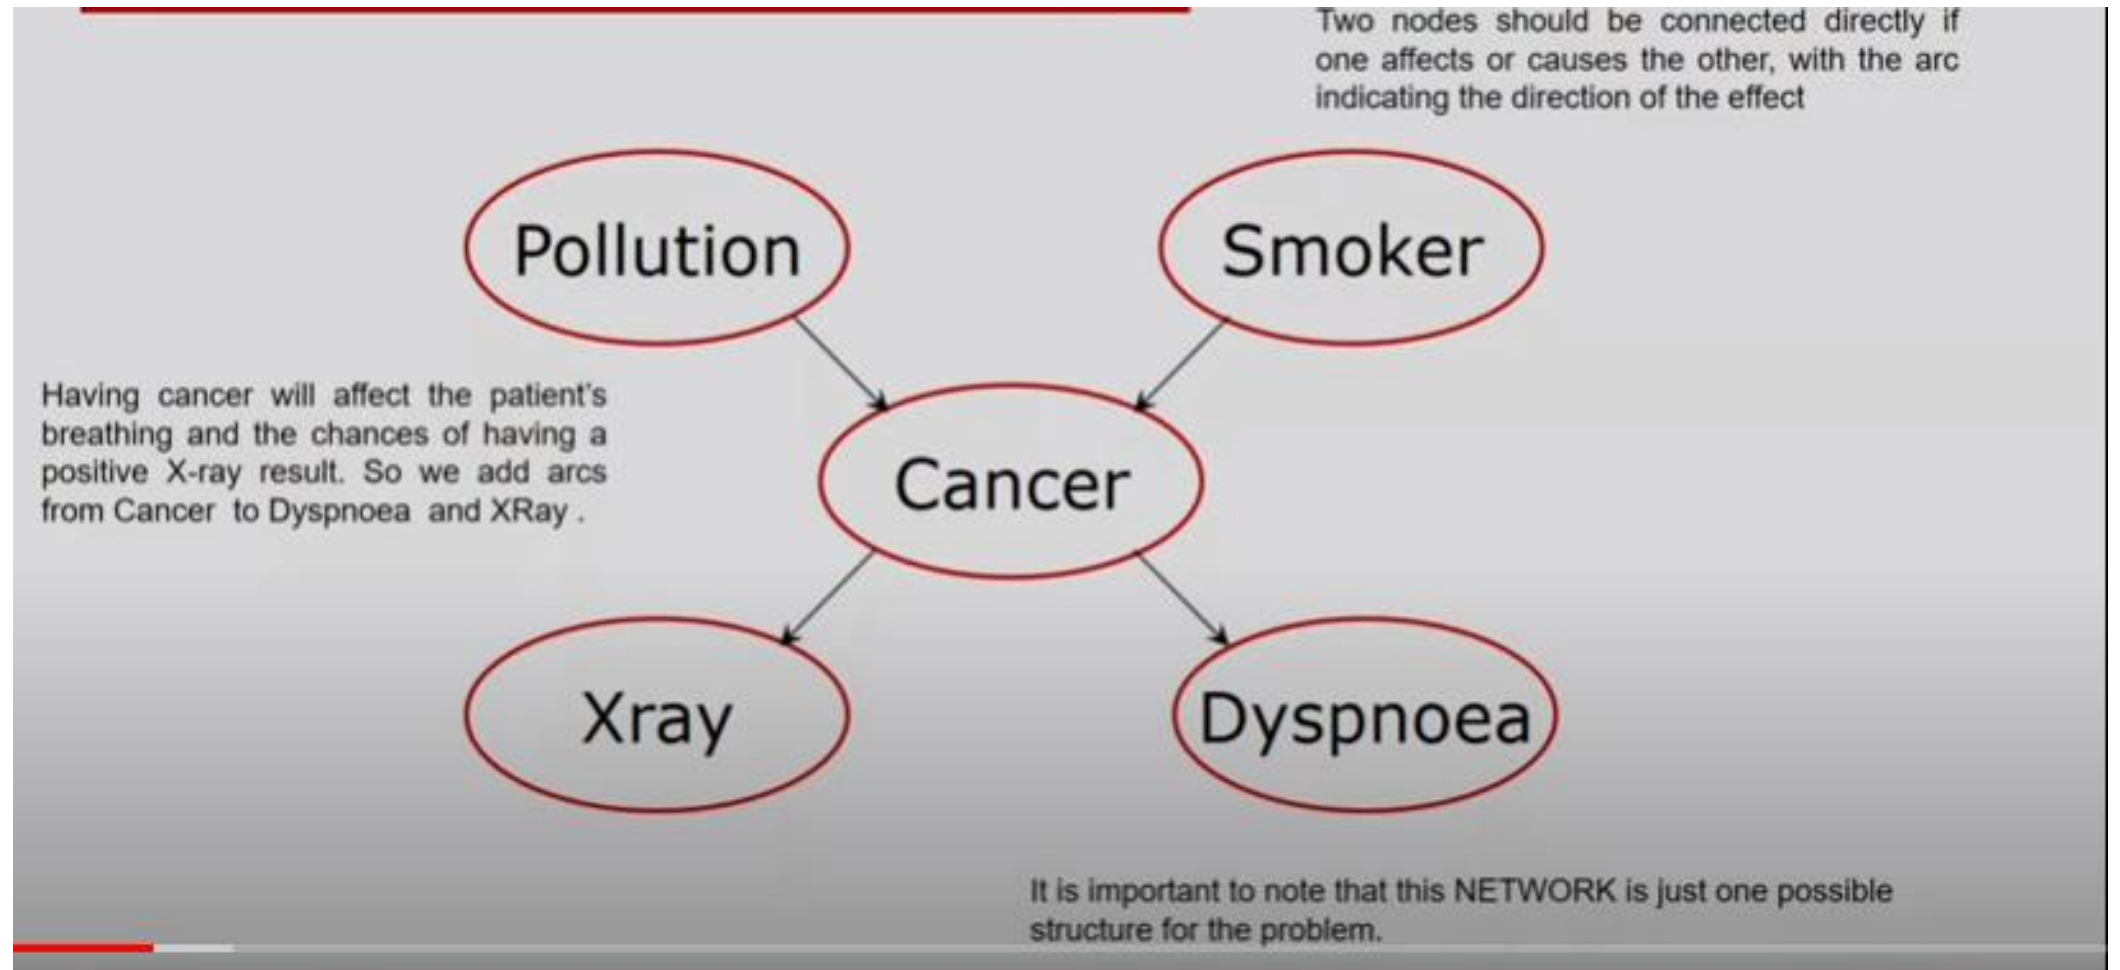 Two nodes should be connected directly if
one affects or causes the other, with the arc
indicating the direction of the effect
Pollution
Smoker
Having cancer will affect the patient's
breathing and the chances of having a
positive X-ray result. So we add arcs
from Cancer to Dyspnoea and XRay .
Cancer
Xray
Dyspnoea
It is important to note that this NETWORK is just one possible
structure for the problem.